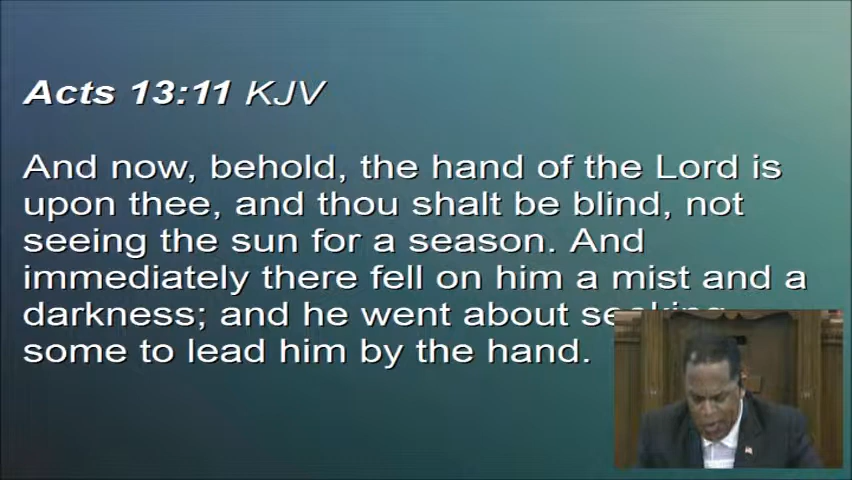 Acts 13:11 KJV
And now, behold, the hand of the Lord is
upon thee, and thou shalt be blind, not
seeing the sun for a season. And
immediately there fell on him a mist and a
darkness; and he went about seeking
some to lead him by the hand.